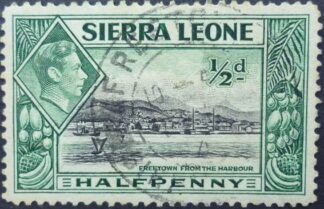 SIERRA LEONE
½d
FREETOWN FROM THE HARBOUR
HALFPENNY